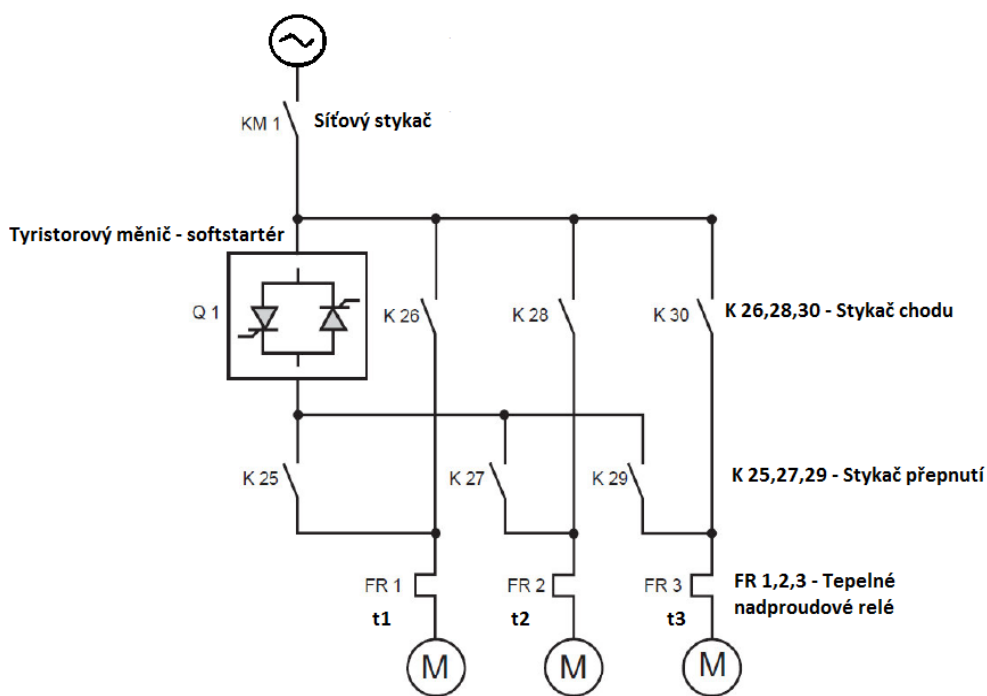 KM 1
Síťový stykač
Tyristorový měnič - softstartér
Q 1
K 26
K 28
K 30
K 26,28,30 - Stykač chodu
K 25
K 27
K 29
K 25,27,29 - Stykač přepnutí
FR 1
FR 2
FR 3
FR 1,2,3 - Tepelné
nadproudové relé
t1
t2
t3
M
M
M